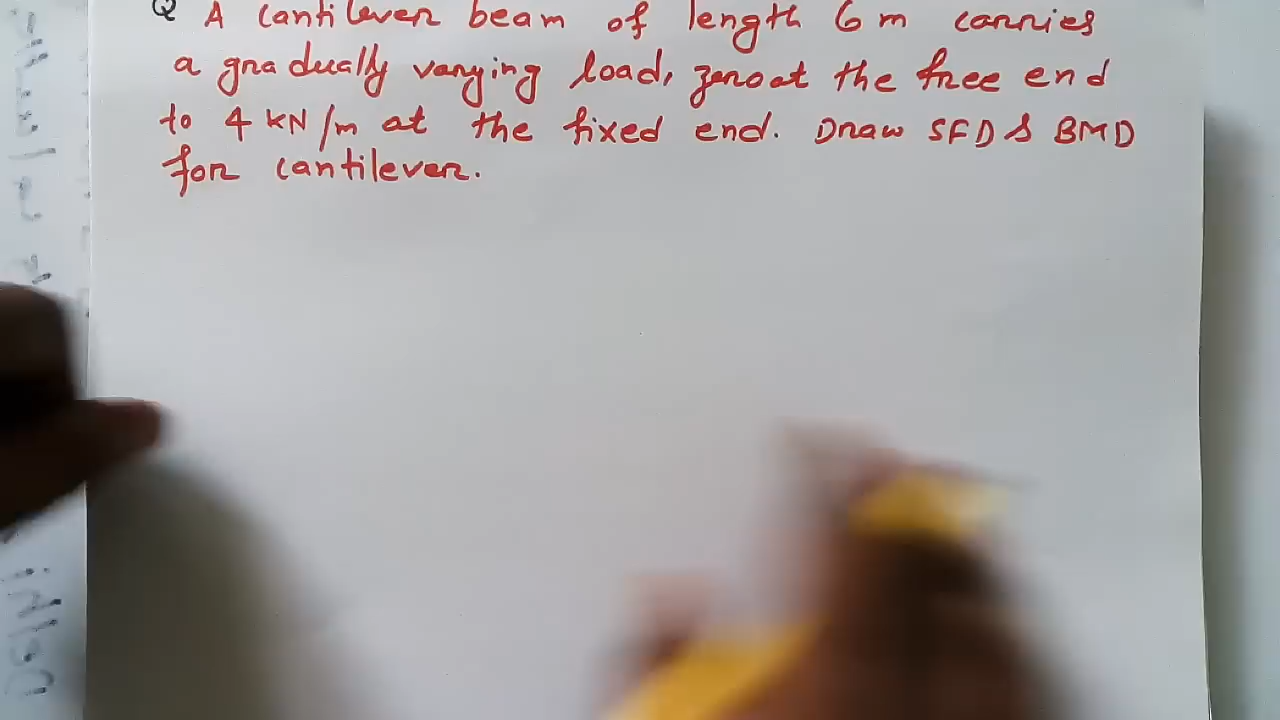 Q A cantilever beam of length 6 m carries
a gradually varying load, zero at the free end
to 4 kN/m at the fixed end. Draw SFD & BMD
for cantilever.